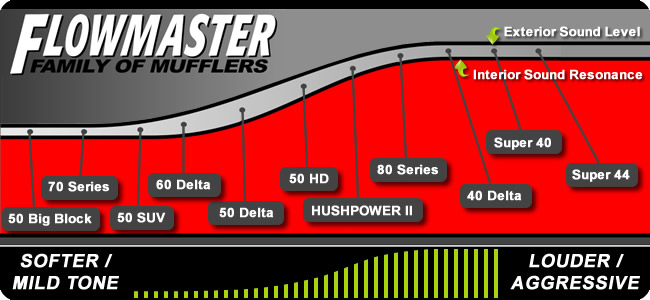 FLOWMASTER
FAMILY OF MUFFLERS
Exterior Sound Level
Interior Sound Resonance
50 Big Block
70 Series
50 SUV
60 Delta
50 Delta
50 HD
HUSHPOWER II
80 Series
40 Delta
Super 40
Super 44
SOFTER /
MILD TONE
LOUDER /
AGGRESSIVE